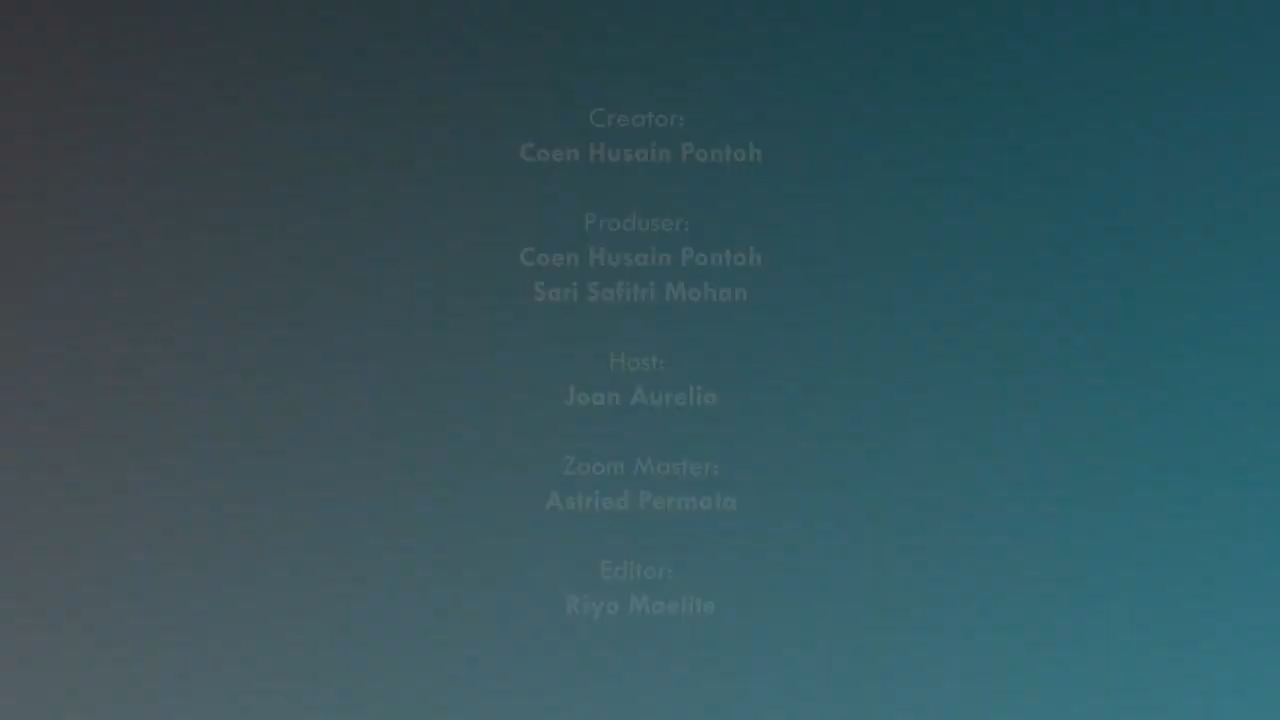 Creator:
Coen Husain Pontoh
Produser:
Coen Husain Pontoh
Sari Safitri Mohan
Host:
Joan Aurelia
Zoom Master:
Astried Permata
Editor:
Riyo Maelite